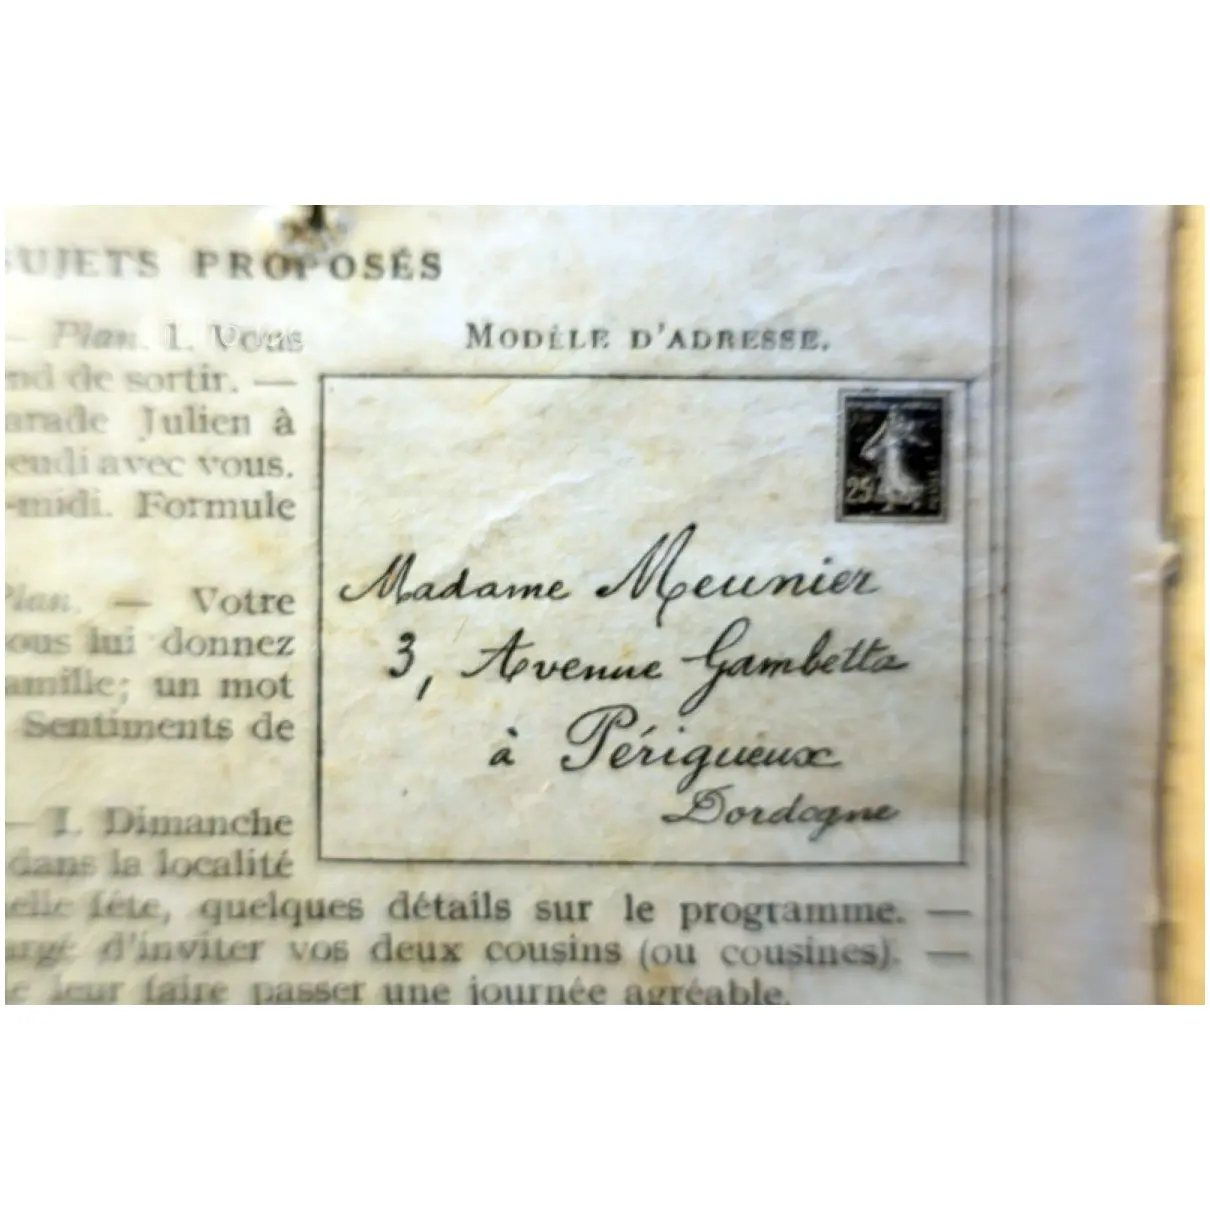 SUJETS PROPOSÉS
— Plan. 1. Vous
nd de sortir. —
arade Julien à
eudi avec vous.
-midi. Formule
Plan. — Votre
ous lui donnez
amille; un mot
Sentiments de
— I. Dimanche
dans la localité
elle fête, quelques détails sur le programme. —
argé d'inviter vos deux cousins (ou cousines). —
e leur faire passer une journée agréable.
MODÈLE D'ADRESSE.
25
Madame Meunier
3, Avenue Gambetta
à Périgueux
Dordogne